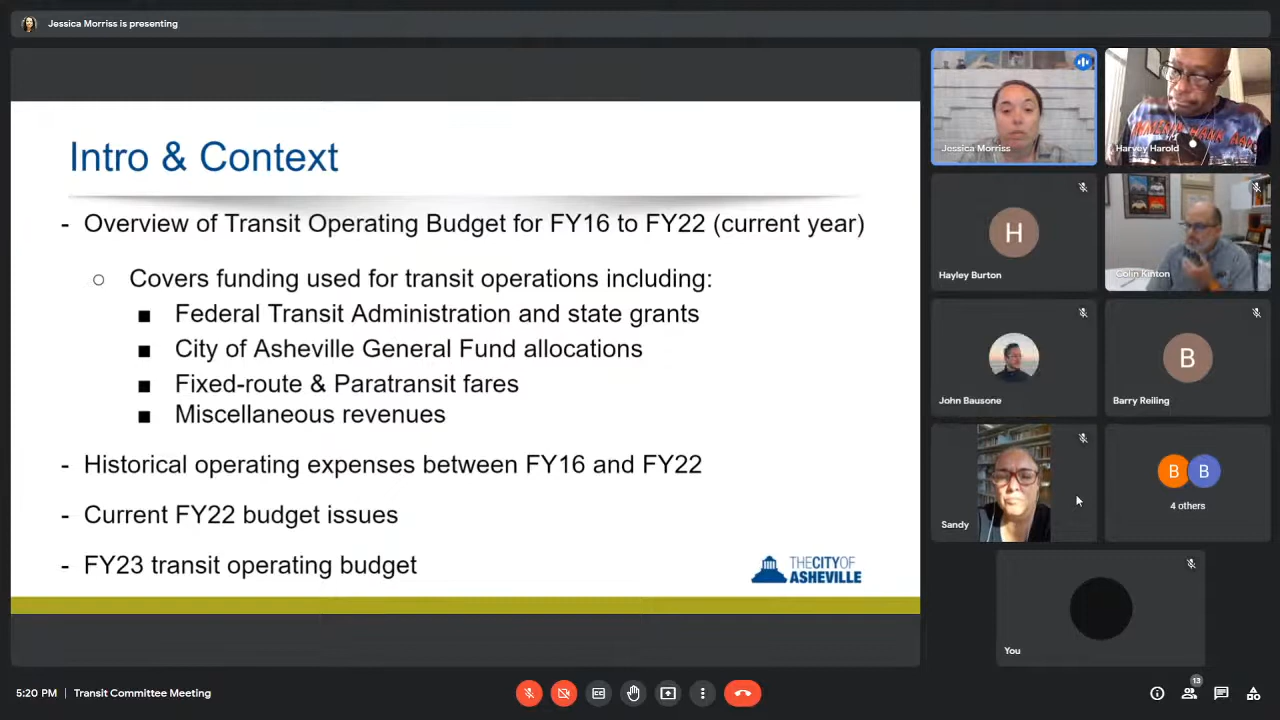 Jessica Morriss is presenting
Intro & Context
- Overview of Transit Operating Budget for FY16 to FY22 (current year)
○ Covers funding used for transit operations including:
■ Federal Transit Administration and state grants
■ City of Asheville General Fund allocations
■ Fixed-route & Paratransit fares
■ Miscellaneous revenues
- Historical operating expenses between FY16 and FY22
- Current FY22 budget issues
- FY23 transit operating budget
THE CITY OF
ASHEVILLE
Jessica Morriss
Harvey Harold
H
Hayley Burton
Colin Kinton
John Bausone
B
Barry Reiling
Sandy
B B
4 others
You
5:20 PM | Transit Committee Meeting
13